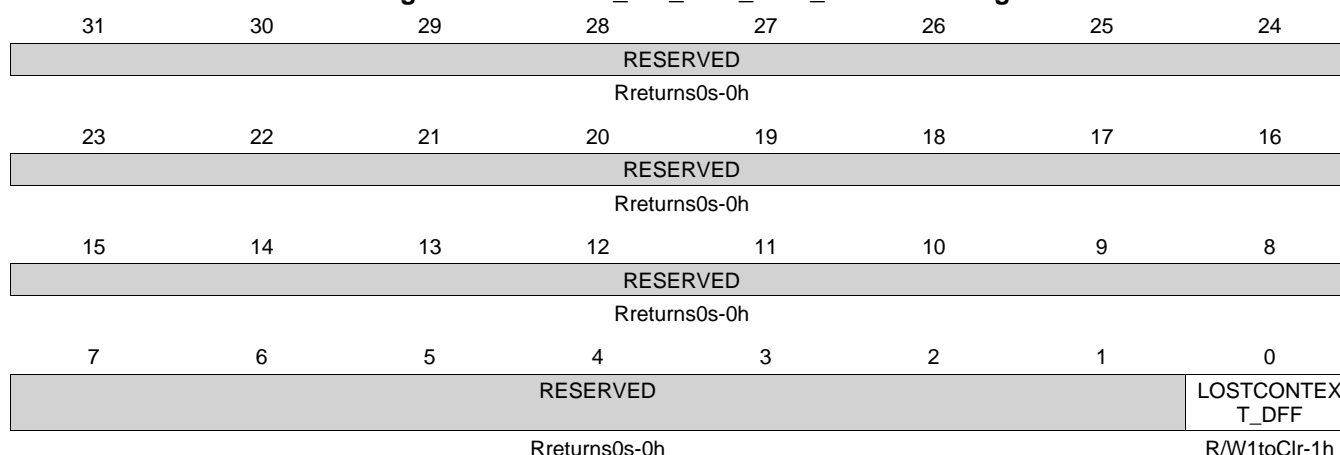 31 30 29 28 27 26 25 24
RESERVED
Rreturns0s-0h
23 22 21 20 19 18 17 16
RESERVED
Rreturns0s-0h
15 14 13 12 11 10 9 8
RESERVED
Rreturns0s-0h
7 6 5 4 3 2 1 0
RESERVED LOSTCONTEX
T_DFF
Rreturns0s-0h R/W1toClr-1h